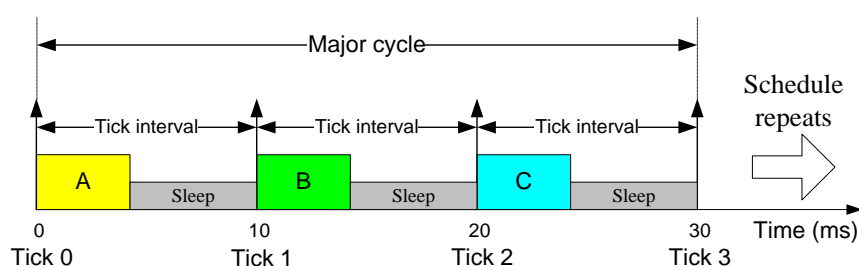 Major cycle
Schedule
repeats
Tick interval Tick interval Tick interval
A Sleep B Sleep C Sleep
0 10 20 30 Time (ms)
Tick 0 Tick 1 Tick 2 Tick 3